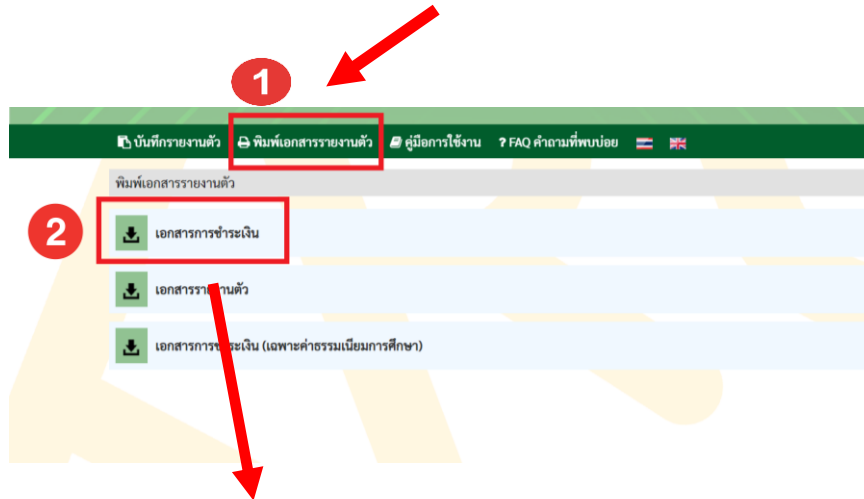 1
บันทึกรายงานตัว พิมพ์เอกสารรายงานตัว คู่มือการใช้งาน ? FAQ คำถามที่พบบ่อย
พิมพ์เอกสารรายงานตัว
2
เอกสารการชำระเงิน
เอกสารรายงานตัว
เอกสารการชำระเงิน (เฉพาะค่าธรรมเนียมการศึกษา)